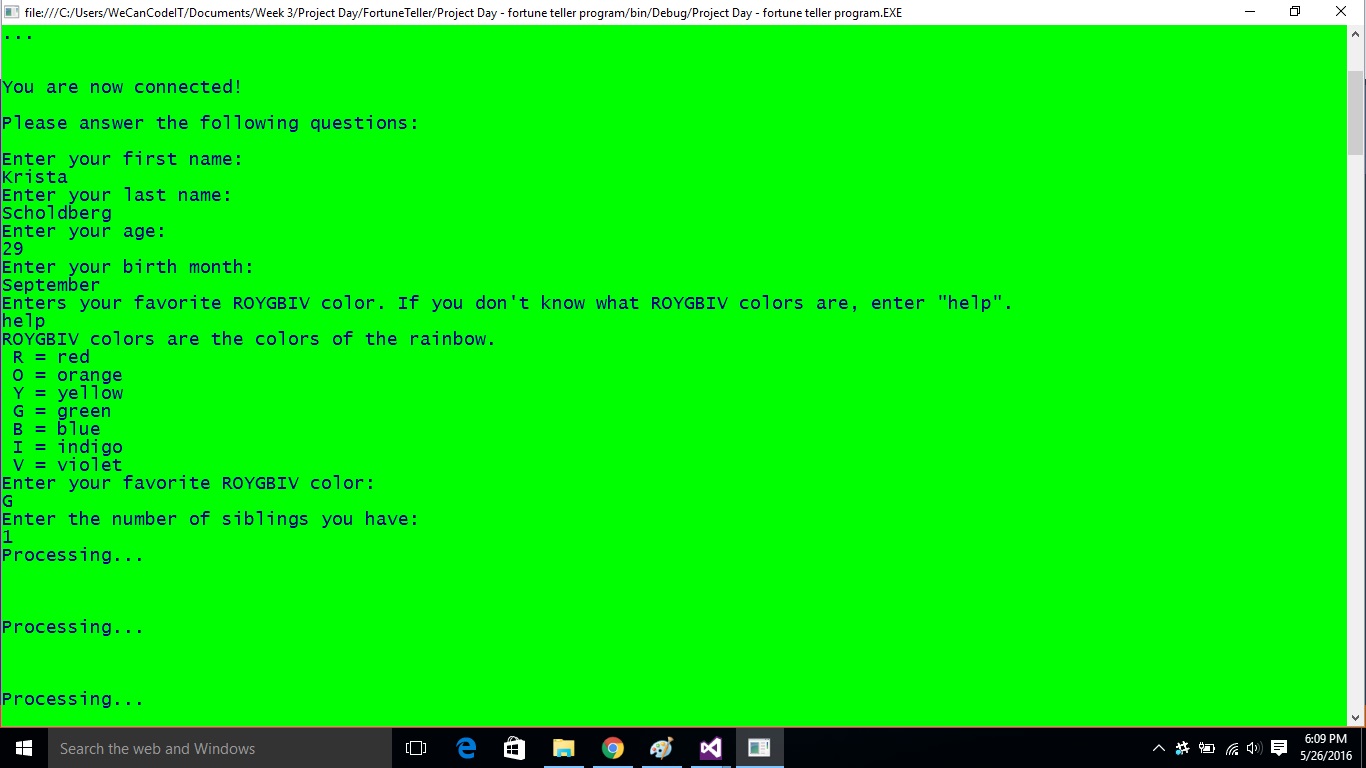 file:///C:/Users/WeCanCodeIT/Documents/Week 3/Project Day/FortuneTeller/Project Day - fortune teller program/bin/Debug/Project Day - fortune teller program.EXE
...
You are now connected!
Please answer the following questions:
Enter your first name:
Krista
Enter your last name:
Scholdberg
Enter your age:
29
Enter your birth month:
September
Enters your favorite ROYGBIV color. If you don't know what ROYGBIV colors are, enter "help".
help
ROYGBIV colors are the colors of the rainbow.
R = red
O = orange
Y = yellow
G = green
B = blue
I = indigo
V = violet
Enter your favorite ROYGBIV color:
G
Enter the number of siblings you have:
1
Processing...
Processing...
Processing...
Search the web and Windows
6:09 PM
5/26/2016